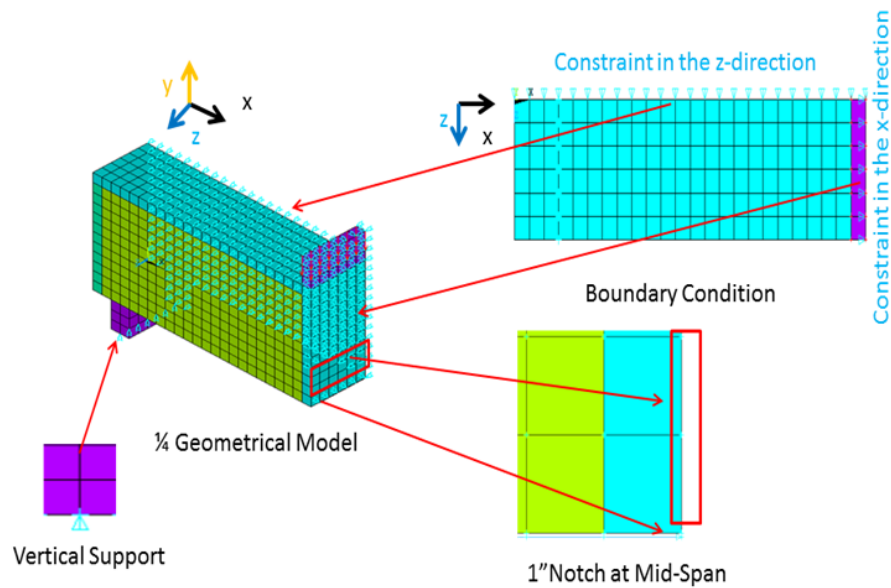 Constraint in the z-direction
Constraint in the x-direction
y
x
z
z
x
Boundary Condition
¼ Geometrical Model
Vertical Support
1”Notch at Mid-Span